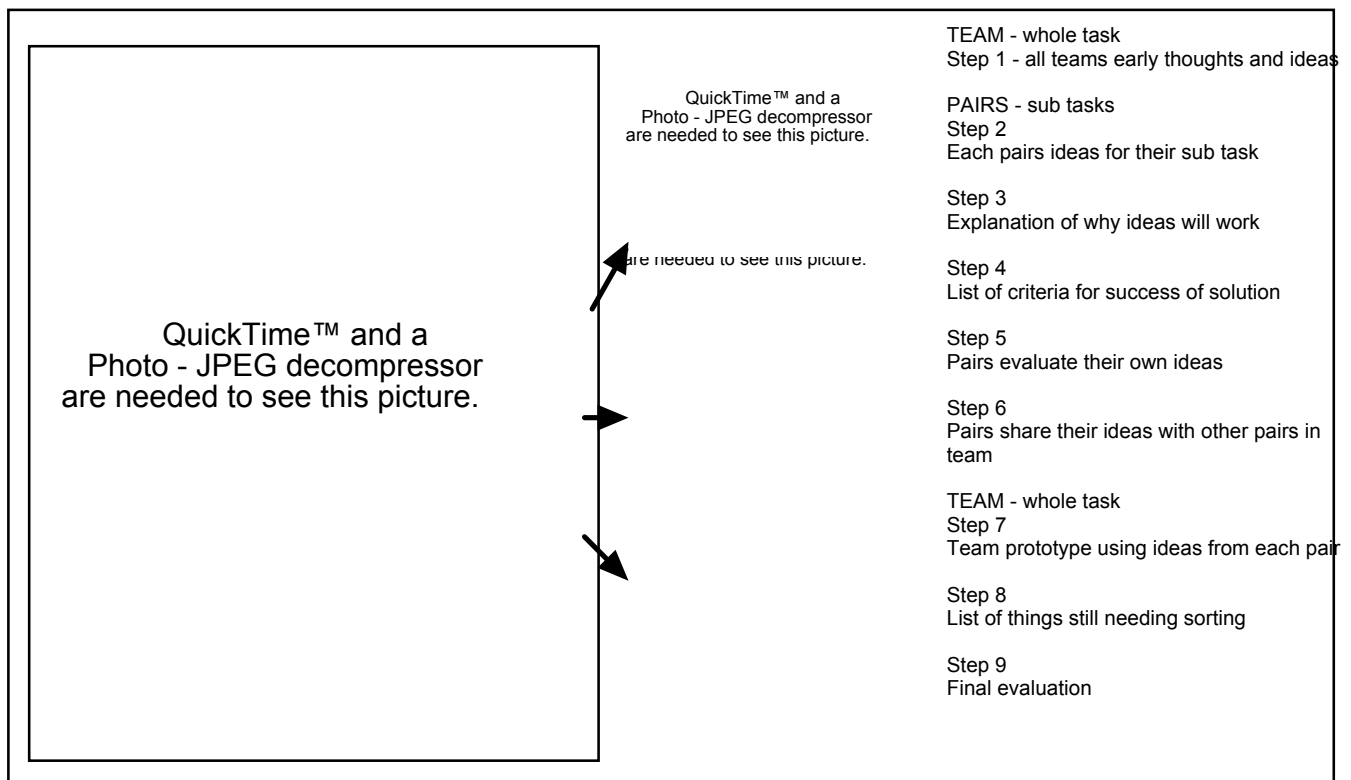 QuickTime™ and a
Photo - JPEG decompressor
are needed to see this picture.
QuickTime™ and a
Photo - JPEG decompressor
are needed to see this picture.
are needed to see this picture.
TEAM - whole task
Step 1 - all teams early thoughts and ideas
PAIRS - sub tasks
Step 2
Each pairs ideas for their sub task
Step 3
Explanation of why ideas will work
Step 4
List of criteria for success of solution
Step 5
Pairs evaluate their own ideas
Step 6
Pairs share their ideas with other pairs in
team
TEAM - whole task
Step 7
Team prototype using ideas from each pair
Step 8
List of things still needing sorting
Step 9
Final evaluation